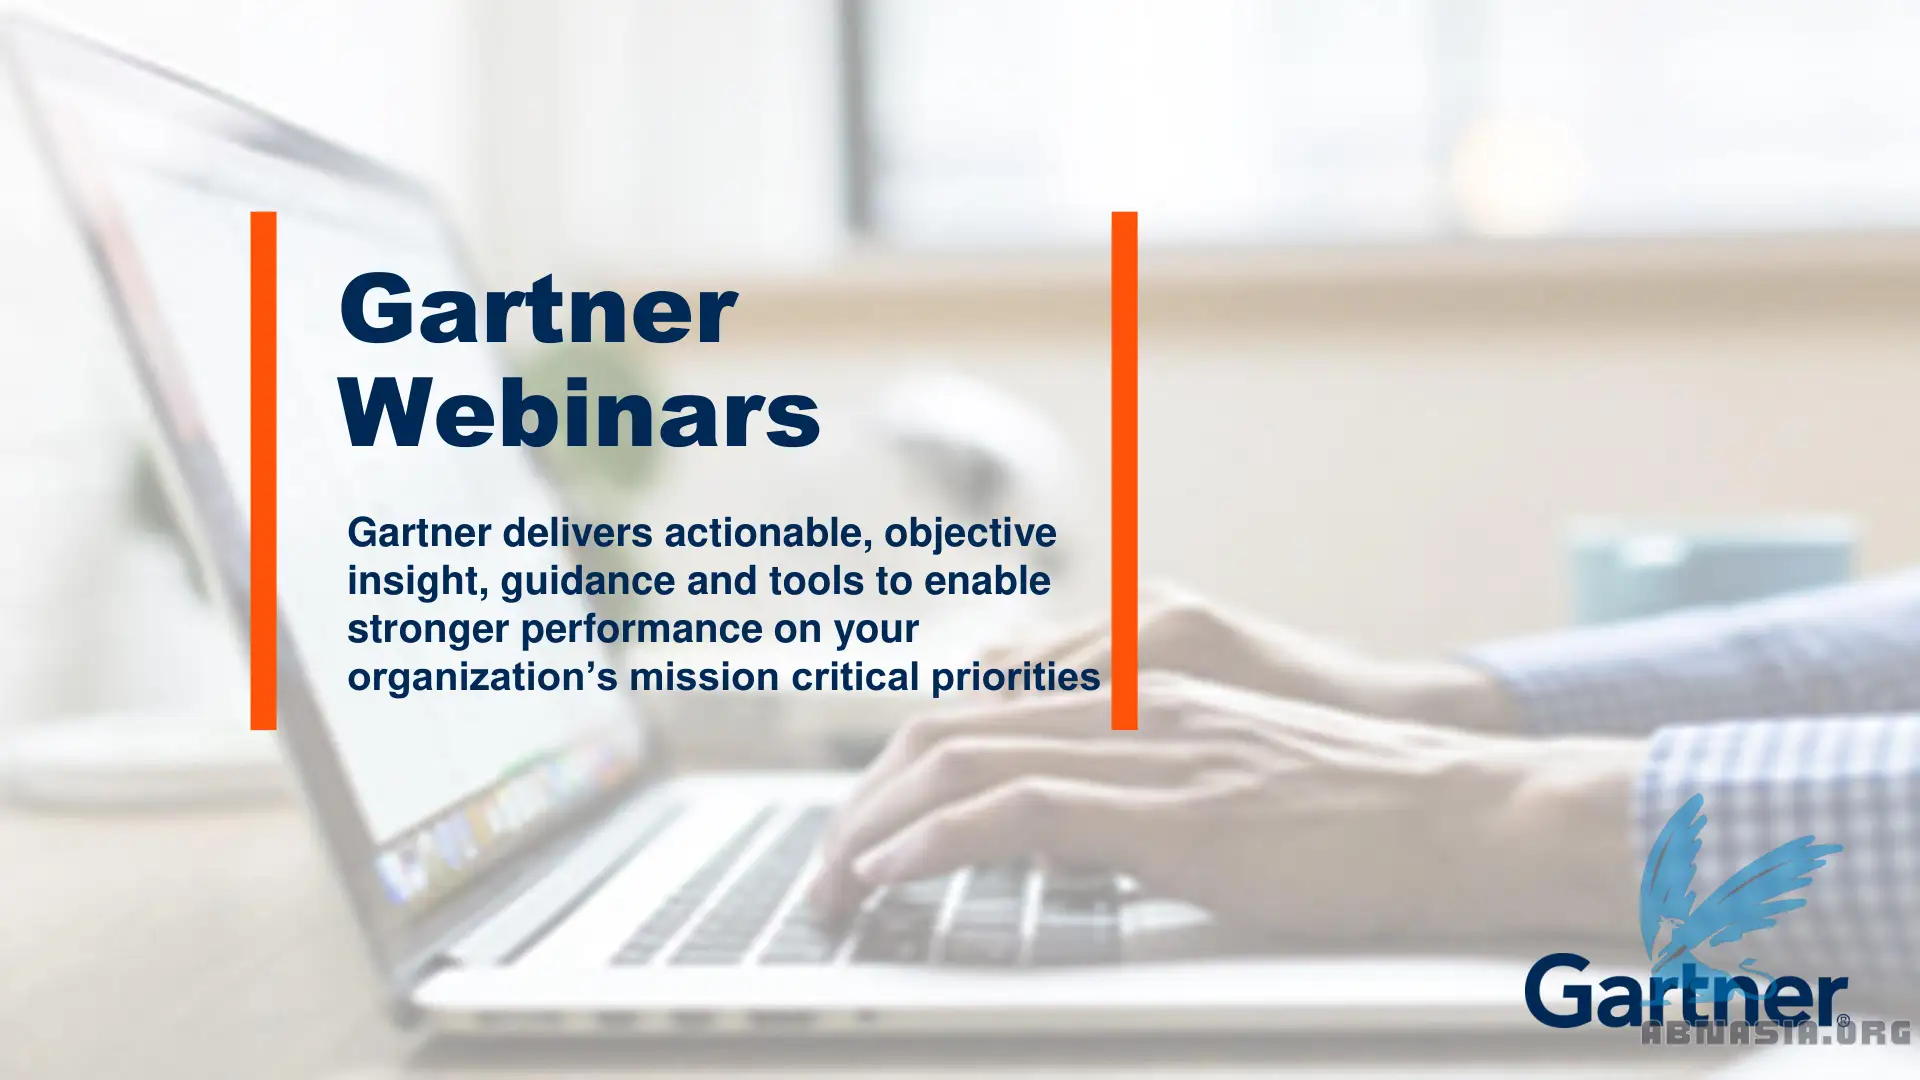 Gartner
Webinars
Gartner delivers actionable, objective
insight, guidance and tools to enable
stronger performance on your
organization’s mission critical priorities
Gartner®
ABNASIA.ORG